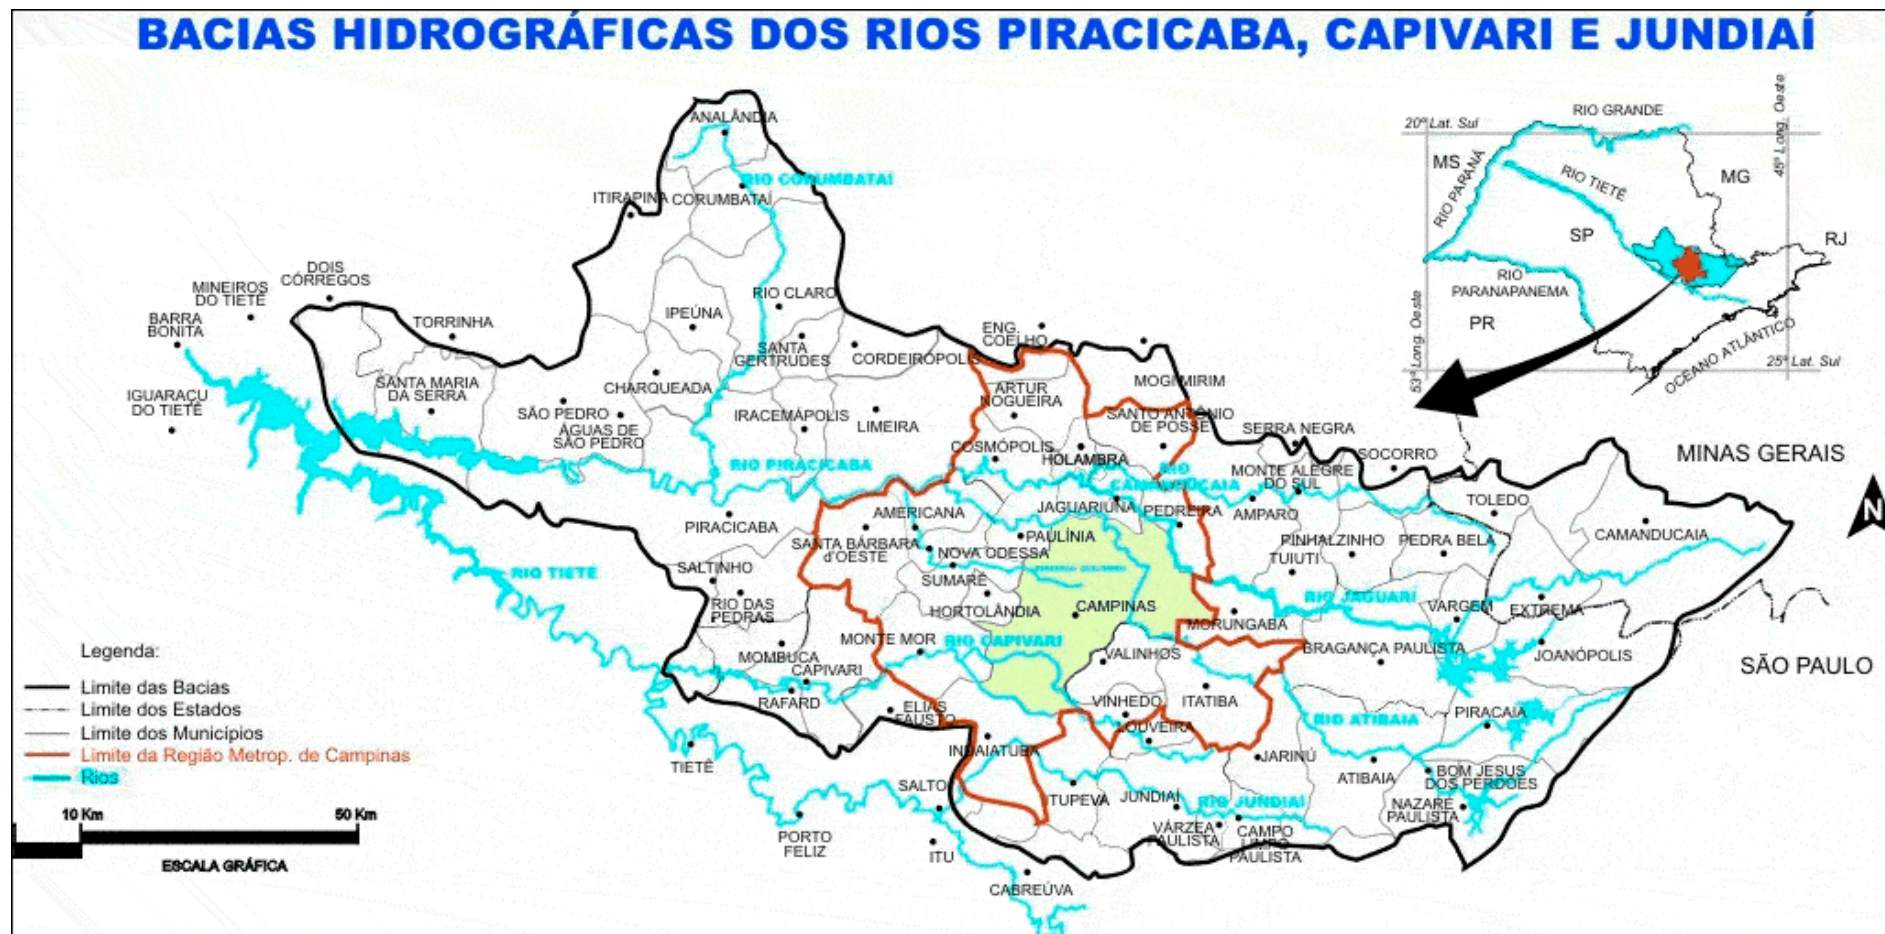 BACIAS HIDROGRÁFICAS DOS RIOS PIRACICABA, CAPIVARI E JUNDIAÍ
RIO GRANDE
20º Lat. Sul
45º Long. Oeste
MS
RIO PARANÁ
RIO TIETÊ
MG
SP
RJ
RIO
PARANAPANEMA
PR
53º Long. Oeste
OCEANO ATLÂNTICO
25º Lat. Sul
ANALÂNDIA
RIO CORUMBATAÍ
ITIRAPINA
CORUMBATAÍ
DOIS
CÓRREGOS
MINEIROS
DO TIETÊ
BARRA
BONITA
TORRINHA
IPEÚNA
RIO CLARO
SANTA
GERTRUDES
CORDEIRÓPOLIS
ENG.
COELHO
IGUARAÇU
DO TIETÊ
SANTA MARIA
DA SERRA
CHARQUEADA
SÃO PEDRO
ÁGUAS DE
SÃO PEDRO
IRACEMÁPOLIS
LIMEIRA
ARTUR
NOGUEIRA
MOGI MIRIM
SANTO ANTÔNIO
DE POSSE
COSMÓPOLIS
HOLAMBRA
SERRA NEGRA
SOCORRO
MINAS GERAIS
RIO PIRACICABA
RIO
CAMANDUCAIA
MONTE ALEGRE
DO SUL
TOLEDO
JAGUARIÚNA
PEDREIRA
AMPARO
N
PIRACICABA
AMERICANA
SANTA BÁRBARA
d'OESTE
NOVA ODESSA
PAULÍNIA
PINHALZINHO
PEDRA BELA
CAMANDUCAIA
TUIUTI
SALTINHO
SUMARÉ
RIO TIETÊ
RIO DAS
PEDRAS
HORTOLÂNDIA
CAMPINAS
RIO JAGUARÍ
VARGEM
EXTREMA
MORUNGABA
MONTE MOR
RIO CAPIVARI
BRAGANÇA PAULISTA
JOANÓPOLIS
MOMBUCA
VALINHOS
SÃO PAULO
CAPIVARI
RAFARD
ELIAS
FAUSTO
VINHEDO
ITATIBA
LOUVEIRA
RIO ATIBAIA
PIRACAIA
INDAIATUBA
JARINÚ
TIETÊ
ATIBAIA
BOM JESUS
DOS PERDÕES
SALTO
ITUPEVA
JUNDIAÍ
RIO JUNDIAÍ
NAZARÉ
PAULISTA
VÁRZEA
PAULISTA
CAMPO
LIMPO
PAULISTA
PORTO
FELIZ
ITU
CABREÚVA
Legenda:
Limite das Bacias
Limite dos Estados
Limite dos Municípios
Limite da Região Metrop. de Campinas
Rios
10 Km
50 Km
ESCALA GRÁFICA